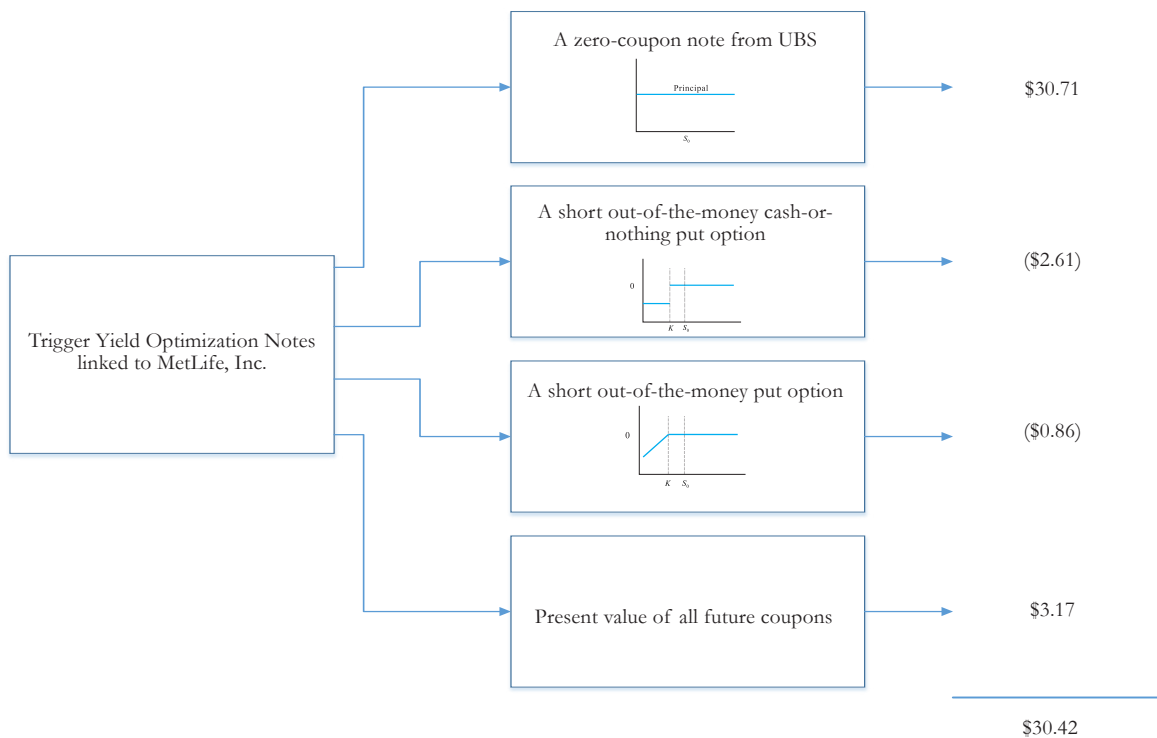 A zero-coupon note from UBS
Principal
S0
$30.71
A short out-of-the-money cash-or-
nothing put option
0
K
S0
($2.61)
Trigger Yield Optimization Notes
linked to MetLife, Inc.
A short out-of-the-money put option
0
K
S0
($0.86)
Present value of all future coupons
$3.17
$30.42